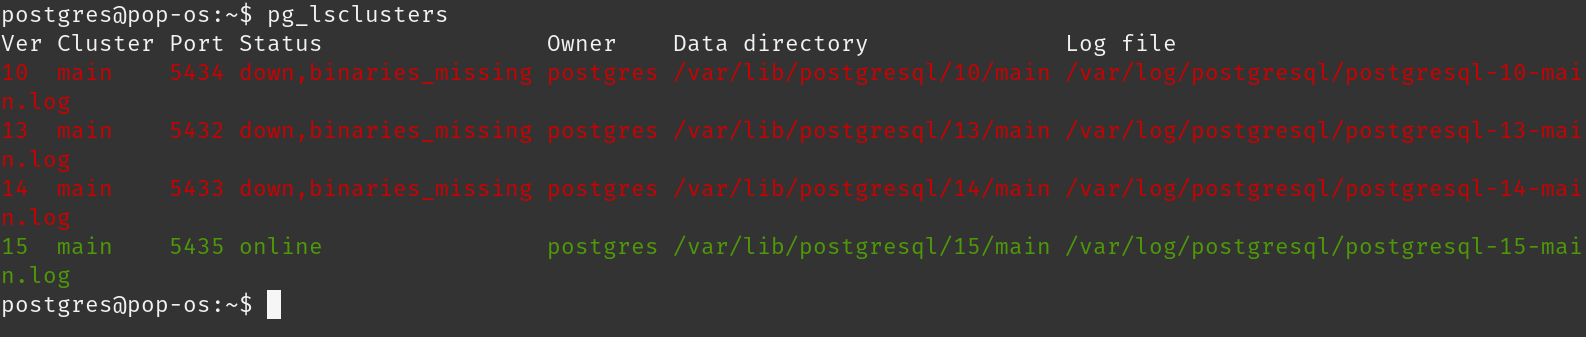 postgres@pop-os:~$ pg_lsclusters
Ver Cluster Port Status                Owner    Data directory              Log file
10  main    5434 down,binaries_missing postgres /var/lib/postgresql/10/main /var/log/postgresql/postgresql-10-mai
n.log
13  main    5432 down,binaries_missing postgres /var/lib/postgresql/13/main /var/log/postgresql/postgresql-13-mai
n.log
14  main    5433 down,binaries_missing postgres /var/lib/postgresql/14/main /var/log/postgresql/postgresql-14-mai
n.log
15  main    5435 online                postgres /var/lib/postgresql/15/main /var/log/postgresql/postgresql-15-mai
n.log
postgres@pop-os:~$